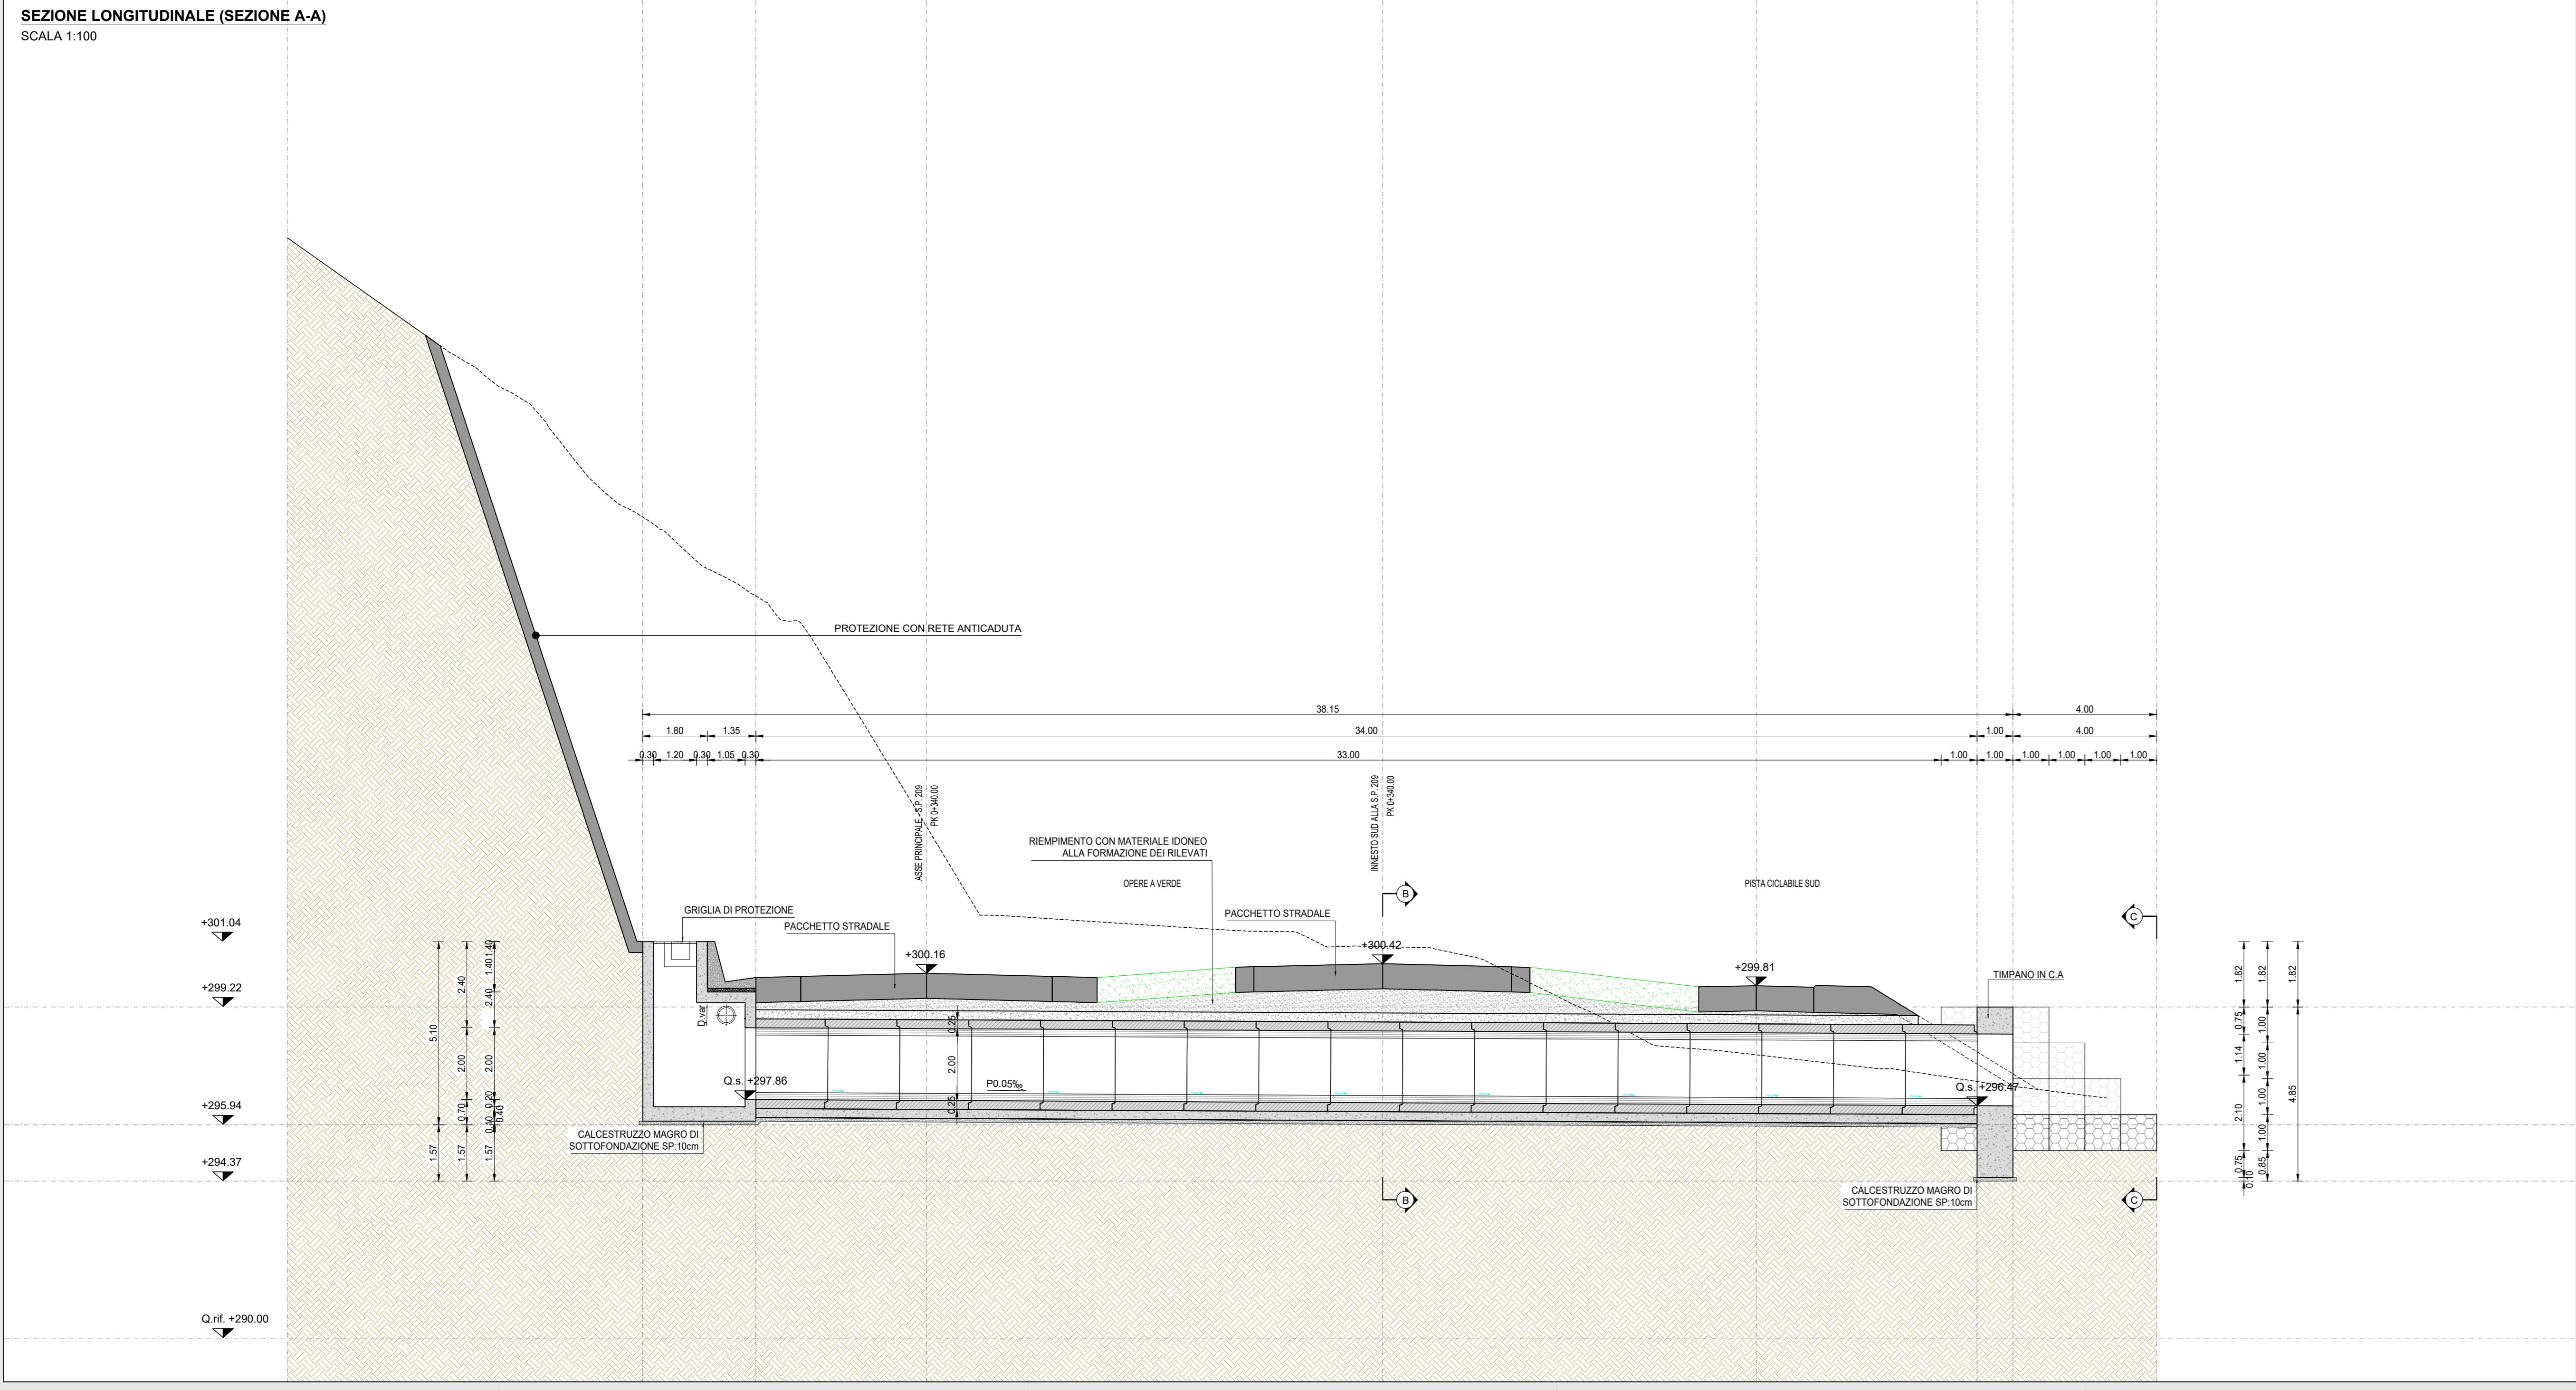 SEZIONE LONGITUDINALE (SEZIONE A-A)
SCALA 1:100
PROTEZIONE CON RETE ANTICADUTA
38.15
4.00
1.80
1.35
34.00
1.00
4.00
0.30
1.20
0.30
1.05
0.30
33.00
1.00
1.00
1.00
1.00
1.00
1.00
ASSE PRINCIPALE - S.P. 209
PK 0+340.00
INNESTO SUD ALLA S.P. 209
PK 0+340.00
RIEMPIMENTO CON MATERIALE IDONEO
ALLA FORMAZIONE DEI RILEVATI
OPERE A VERDE
PISTA CICLABILE SUD
B
C
GRIGLIA DI PROTEZIONE
PACCHETTO STRADALE
PACCHETTO STRADALE
+301.04
+300.16
+300.42
+299.81
TIMPANO IN C.A
+299.22
D.var
Q.s. +297.86
P0.05‰
Q.s. +296.47
+295.94
CALCESTRUZZO MAGRO DI
SOTTOFONDAZIONE SP:10cm
+294.37
CALCESTRUZZO MAGRO DI
SOTTOFONDAZIONE SP:10cm
B
C
Q.rif. +290.00
5.10
1.57
2.40
2.00
0.70
1.57
1.40
1.40
2.40
2.00
0.20
0.40
0.40
1.57
0.25
2.00
0.25
1.82
0.75
1.14
2.10
0.75
0.10
1.82
1.00
1.00
1.00
1.00
0.85
1.82
4.85